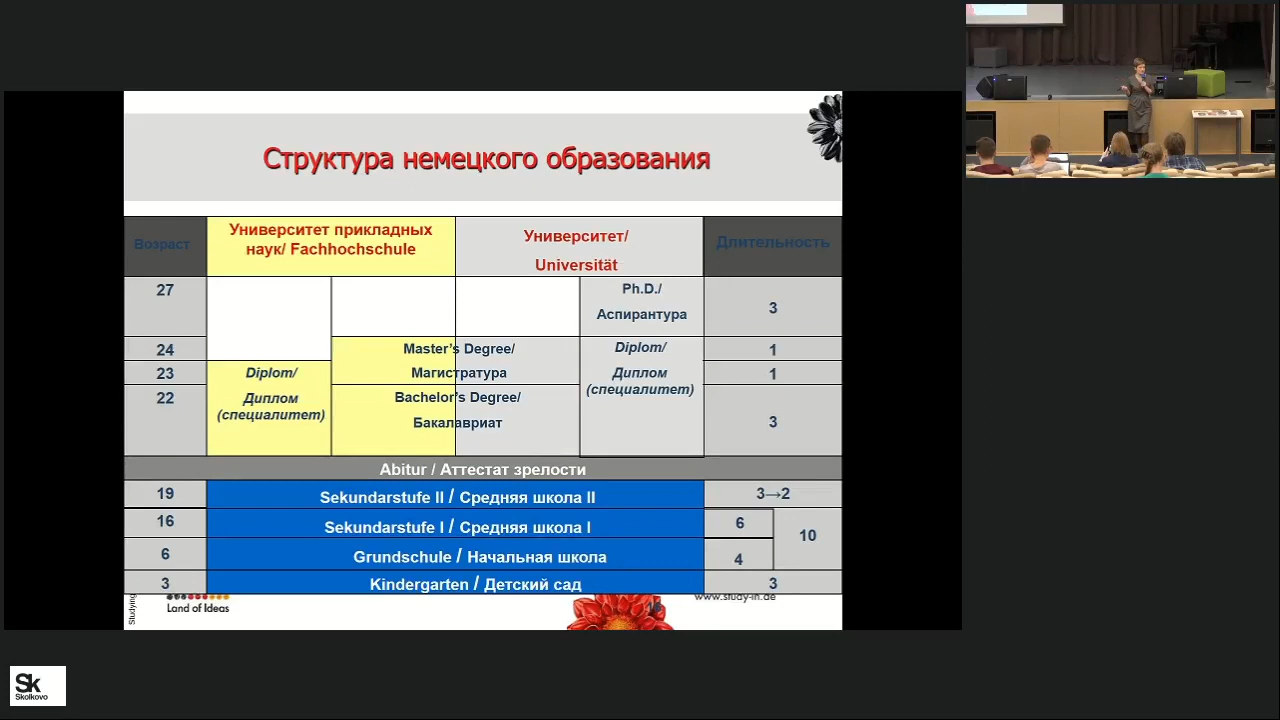 Структура немецкого образования
Возраст
Университет прикладных
наук/ Fachhochschule
Университет/
Universität
Длительность
27
Ph.D./
Аспирантура
3
24
Master's Degree/
Diplom/
1
23
Diplom/
Магистратура
Диплом
(специалитет)
1
22
Диплом
(специалитет)
Bachelor's Degree/
Бакалавриат
3
Abitur / Аттестат зрелости
19
Sekundarstufe II / Средняя школа II
3→2
16
Sekundarstufe I / Средняя школа I
6
10
6
Grundschule / Начальная школа
4
3
Kindergarten / Детский сад
3
Studying
Land of Ideas
www.study-in.de
Sk
Skolkovo